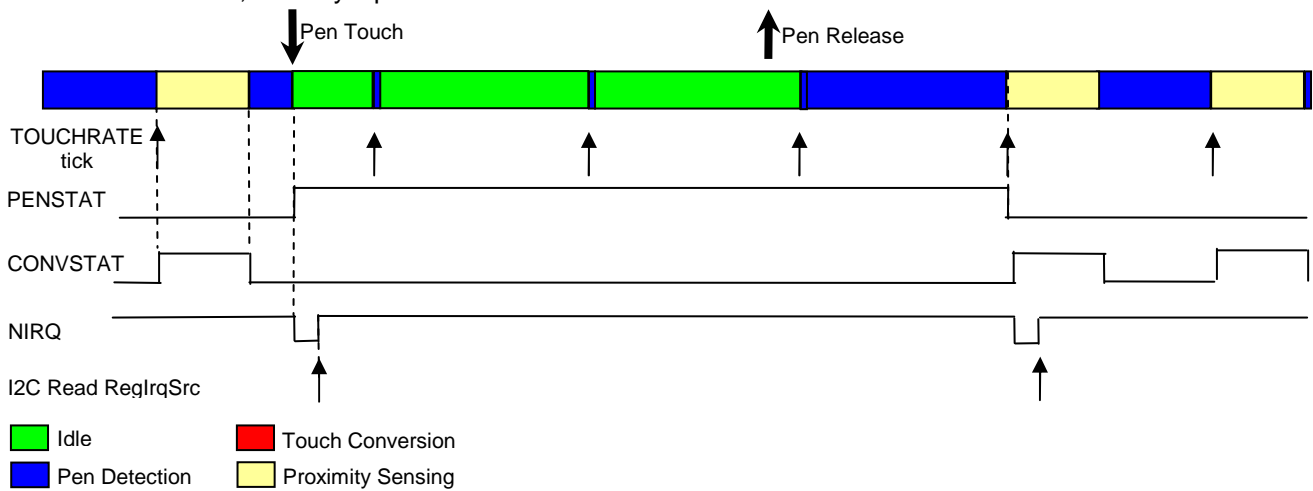 Pen Touch
Pen Release
TOUCHRATE
tick
PENSTAT
CONVSTAT
NIRQ
I2C Read RegIrqSrc
Idle
Touch Conversion
Pen Detection
Proximity Sensing